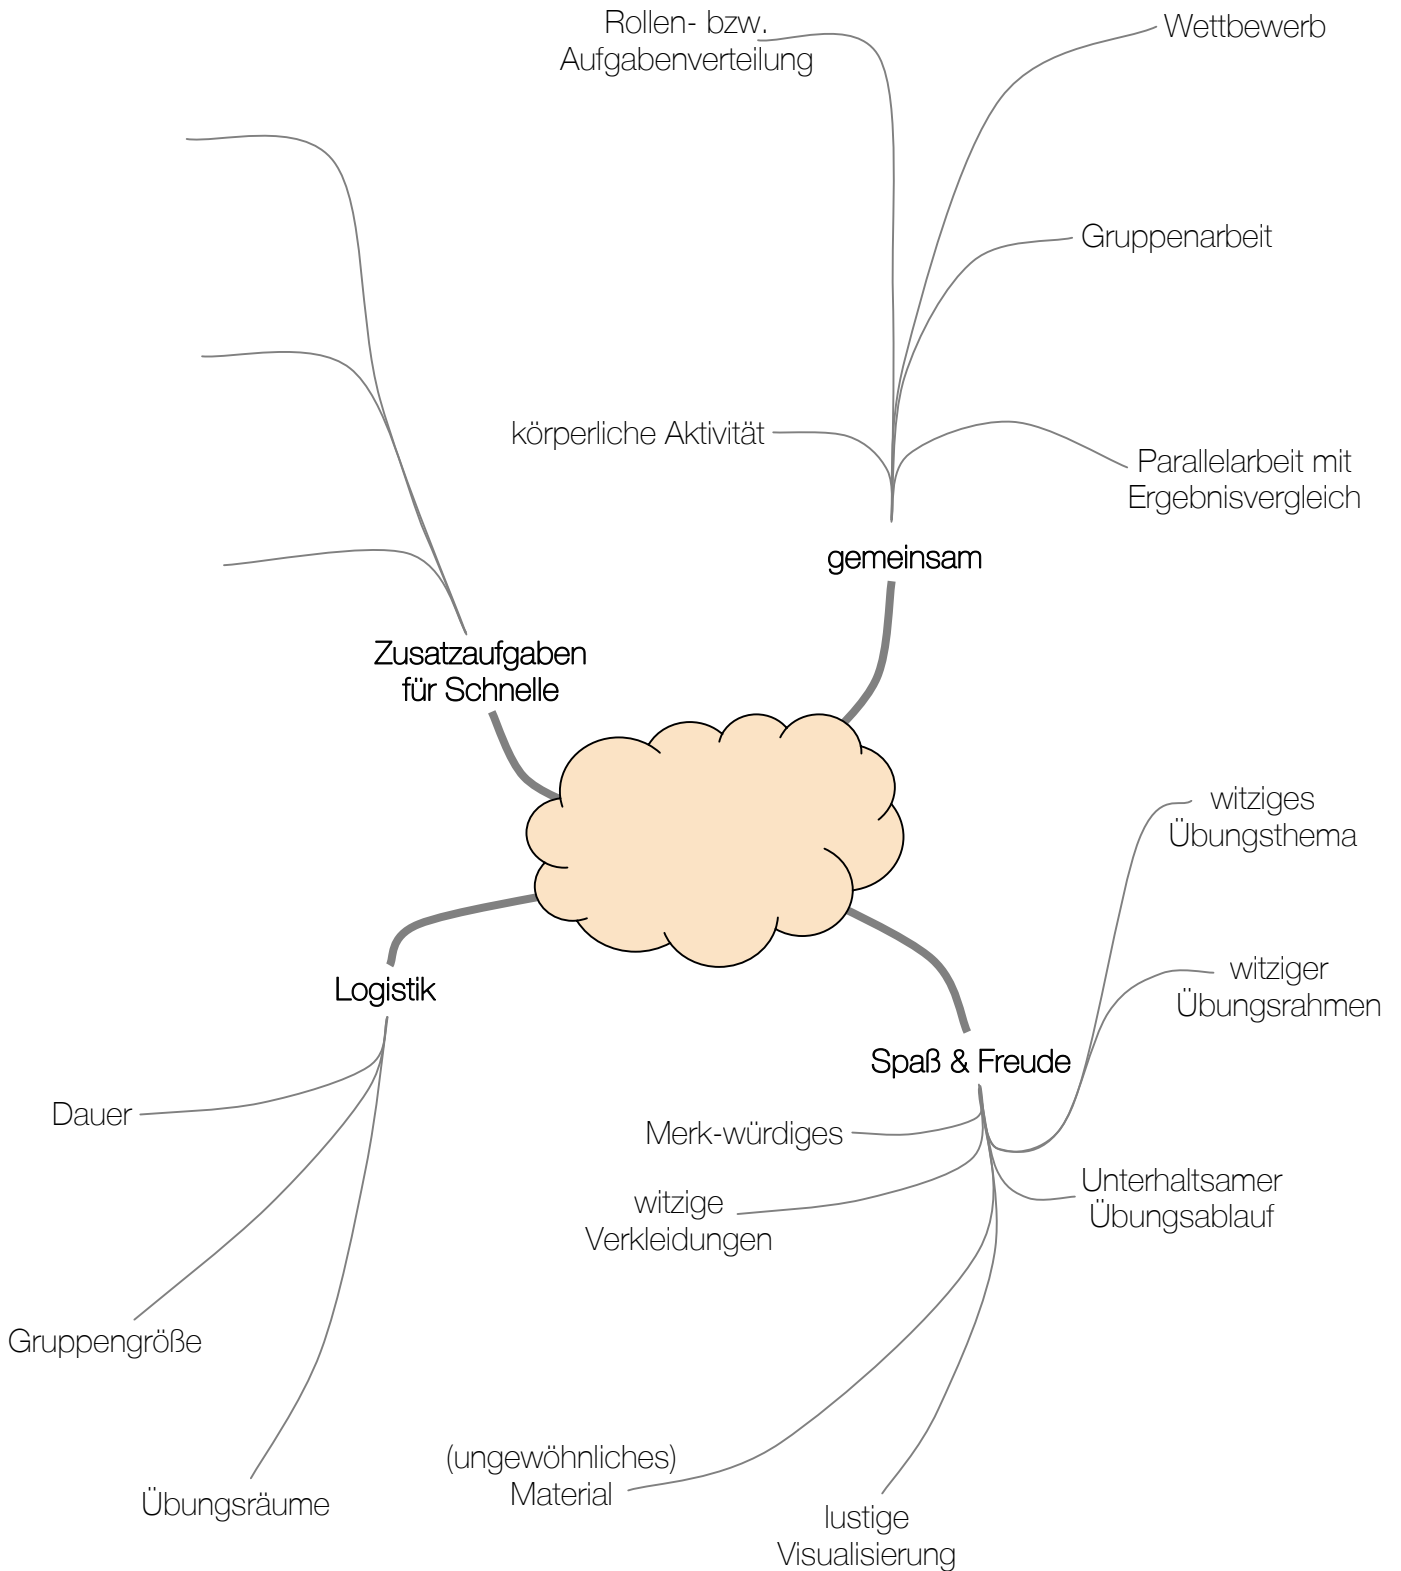 Rollen- bzw.
Aufgabenverteilung
Wettbewerb
Gruppenarbeit
körperliche Aktivität
Parallelarbeit mit
Ergebnisvergleich
gemeinsam
Zusatzaufgaben
für Schnelle
witziges
Übungsthema
witziger
Übungsrahmen
Logistik
Spaß & Freude
Dauer
Merk-würdiges
witzige
Verkleidungen
Unterhaltsamer
Übungsablauf
Gruppengröße
(ungewöhnliches)
Material
Übungsräume
lustige
Visualisierung